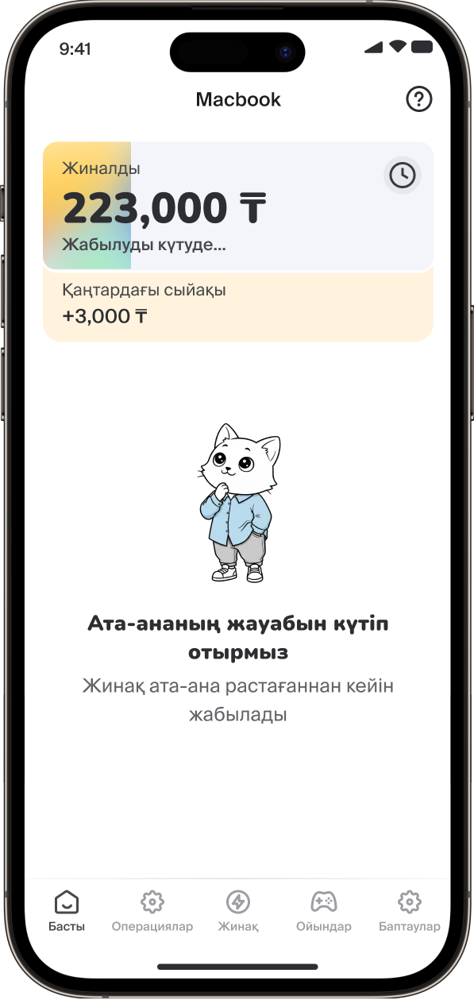 9:41
Macbook
Жиналды
223,000 ₸
Жабылуды күтуде...
Қаңтардағы сыйақы
+3,000 ₸
Ата-ананың жауабын күтіп
отырмыз
Жинақ ата-ана растағаннан кейін
жабылады
Басты Операциялар Жинақ Ойындар Баптаулар